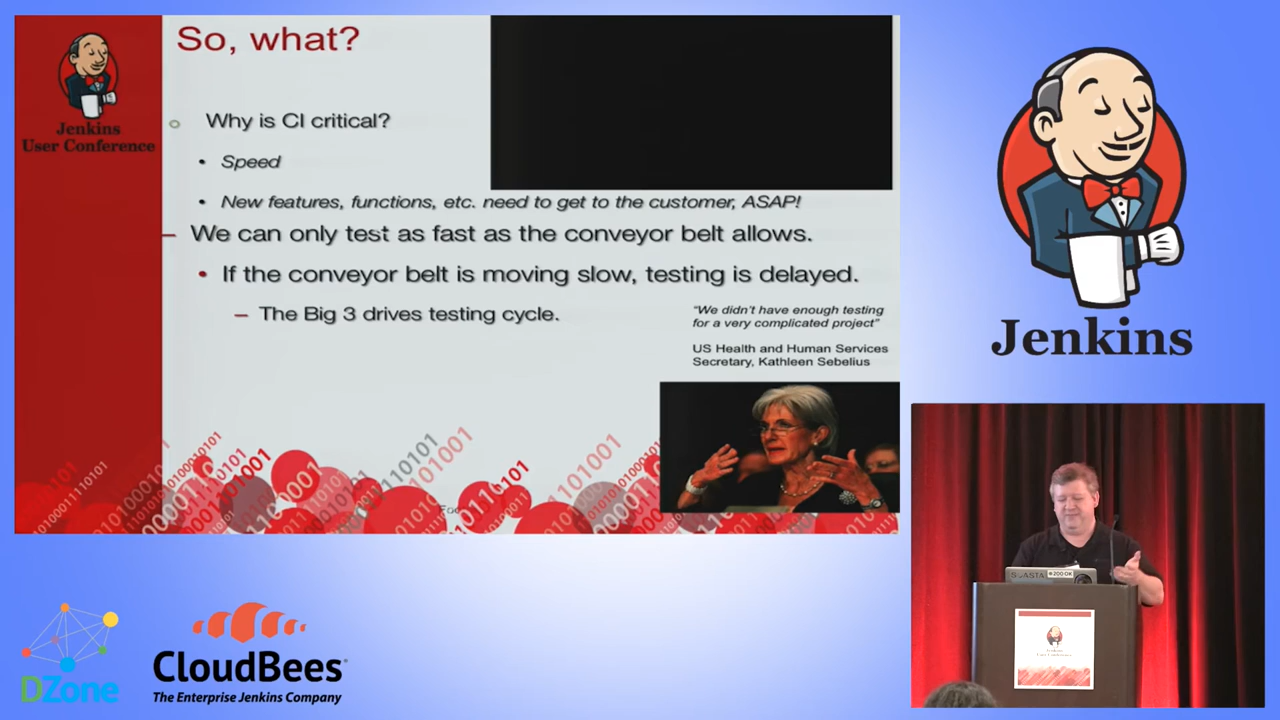 So, what?
Jenkins
User Conference
Why is CI critical?
Speed
New features, functions, etc. need to get to the customer, ASAP!
We can only test as fast as the conveyor belt allows.
If the conveyor belt is moving slow, testing is delayed.
The Big 3 drives testing cycle.
"We didn't have enough testing
for a very complicated project"
US Health and Human Services
Secretary, Kathleen Sebelius
Jenkins
DZone
CloudBees
The Enterprise Jenkins Company